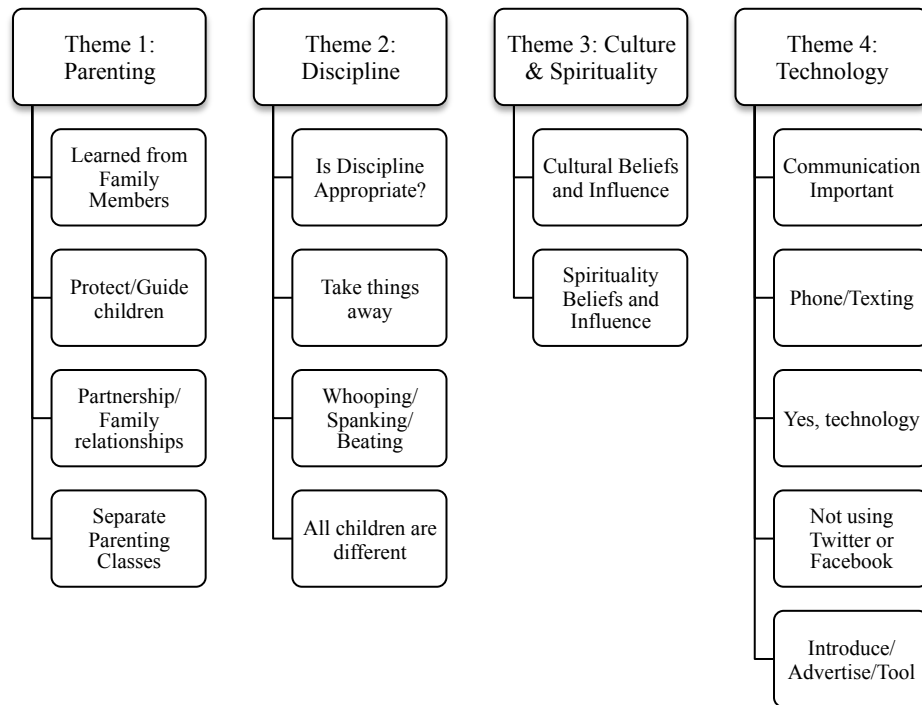 Theme 1:
Parenting
Learned from
Family
Members
Protect/Guide
children
Partnership/
Family
relationships
Separate
Parenting
Classes
Theme 2:
Discipline
Is Discipline
Appropriate?
Take things
away
Whooping/
Spanking/
Beating
All children are
different
Theme 3: Culture
& Spirituality
Cultural Beliefs
and Influence
Spirituality
Beliefs and
Influence
Theme 4:
Technology
Communication
Important
Phone/Texting
Yes, technology
Not using
Twitter or
Facebook
Introduce/
Advertise/Tool